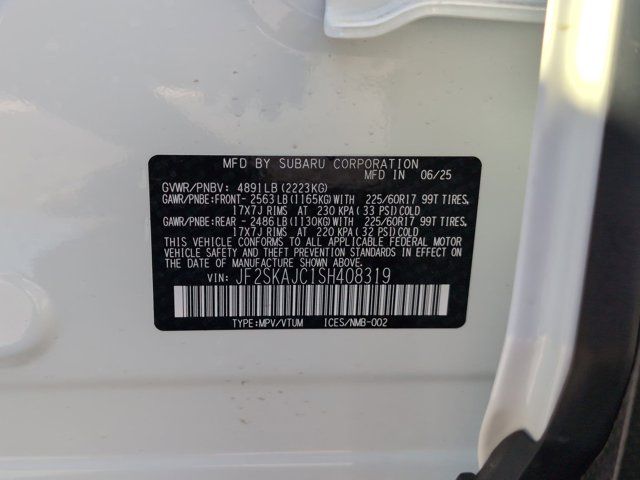 MFD BY SUBARU CORPORATION
MFD IN 06/25
GVWR/PNBV: 4891LB (2223KG)
GAWR/PNBE:FRONT- 2563 LB (1165KG) WITH 225/60R17 99T TIRES.
17X7J RIMS AT 230 KPA (33 PSI) COLD
GAWR/PNBE:REAR - 2486 LB (1130KG) WITH 225/60R17 99T TIRES.
17X7J RIMS AT 220 KPA (32 PSI) COLD
THIS VEHICLE CONFORMS TO ALL APPLICABLE FEDERAL MOTOR
VEHICLE SAFETY AND THEFT PREVENTION STANDARDS IN EFFECT
ON THE DATE OF MANUFACTURE SHOWN ABOVE.
VIN: JF2SKAJC1SH408319
TYPE:MPV/VTUM ICES/NMB-002